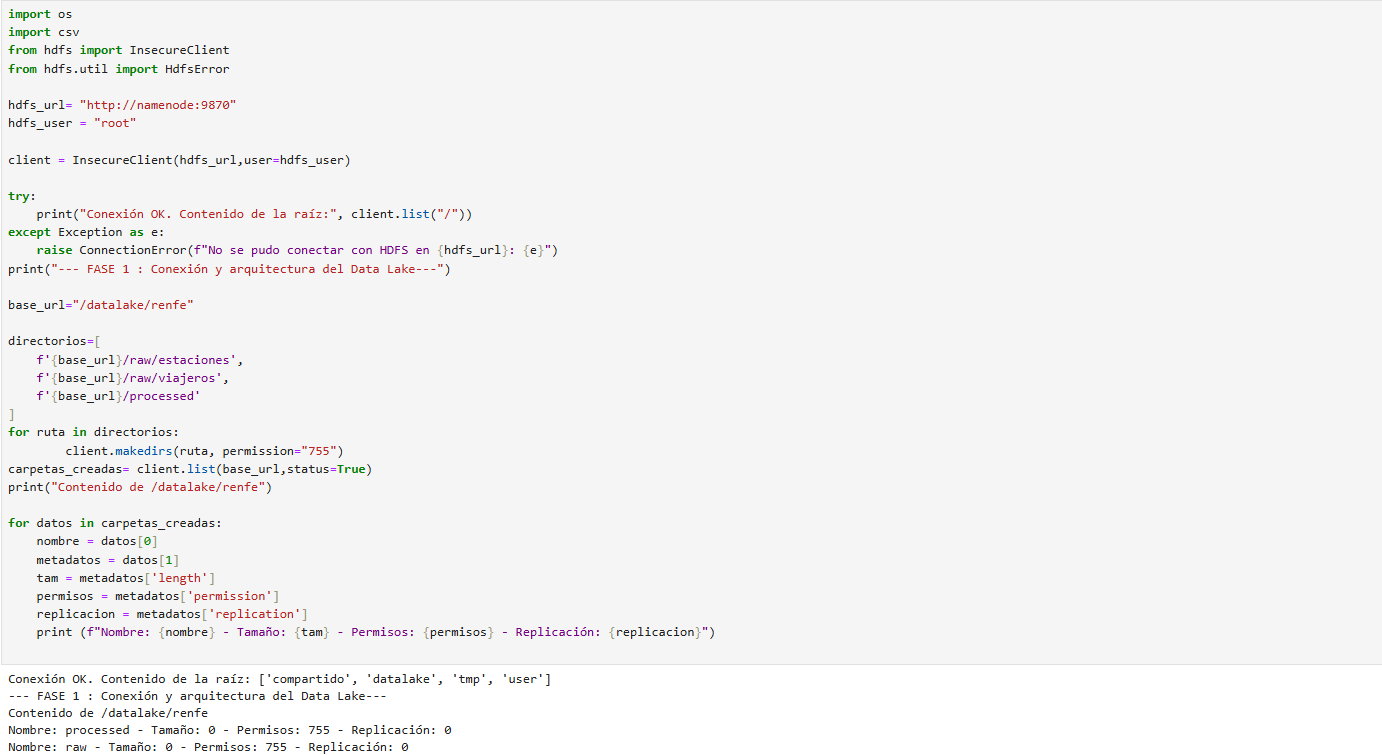 import os
import csv
from hdfs import InsecureClient
from hdfs.util import HdfsError

hdfs_url= "http://namenode:9870"
hdfs_user = "root"

client = InsecureClient(hdfs_url,user=hdfs_user)

try:
    print("Conexión OK. Contenido de la raíz:", client.list("/"))
except Exception as e:
    raise ConnectionError(f"No se pudo conectar con HDFS en {hdfs_url}: {e}")
print("--- FASE 1 : Conexión y arquitectura del Data Lake---")

base_url="/datalake/renfe"

directorios=[
    f'{base_url}/raw/estaciones',
    f'{base_url}/raw/viajeros',
    f'{base_url}/processed'
]
for ruta in directorios:
        client.makedirs(ruta, permission="755")
carpetas_creadas= client.list(base_url,status=True)
print("Contenido de /datalake/renfe")

for datos in carpetas_creadas:
    nombre = datos[0]
    metadatos = datos[1]
    tam = metadatos['length']
    permisos = metadatos['permission']
    replicacion = metadatos['replication']
    print (f"Nombre: {nombre} - Tamaño: {tam} - Permisos: {permisos} - Replicación: {replicacion}")

Conexión OK. Contenido de la raíz: ['compartido', 'datalake', 'tmp', 'user']
--- FASE 1 : Conexión y arquitectura del Data Lake---
Contenido de /datalake/renfe
Nombre: processed - Tamaño: 0 - Permisos: 755 - Replicación: 0
Nombre: raw - Tamaño: 0 - Permisos: 755 - Replicación: 0